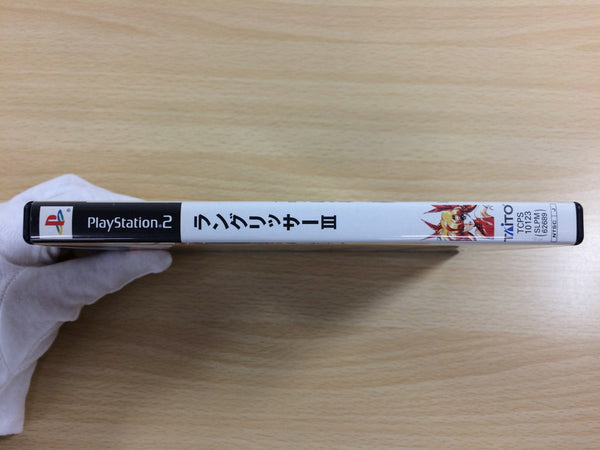 PlayStation 2
ラングリッサーIII
TAITO
TCPS
10123
(SLPM
62689)
NTSC J